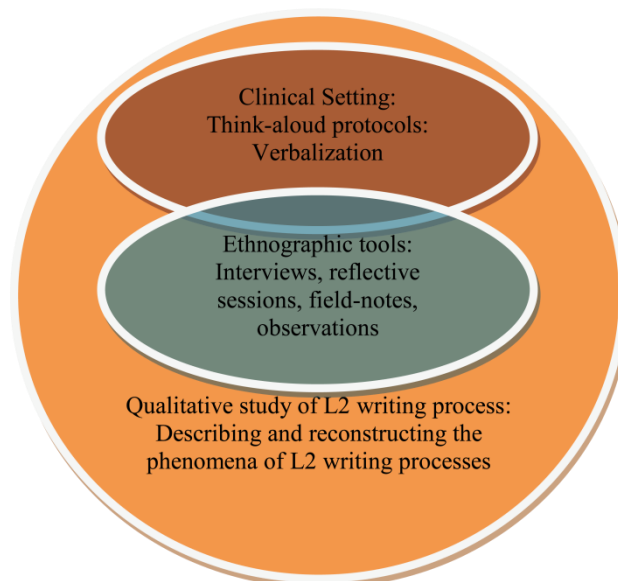 Clinical Setting:
Think-aloud protocols:
Verbalization
Ethnographic tools:
Interviews, reflective
sessions, field-notes,
observations
Qualitative study of L2 writing process:
Describing and reconstructing the
phenomena of L2 writing processes